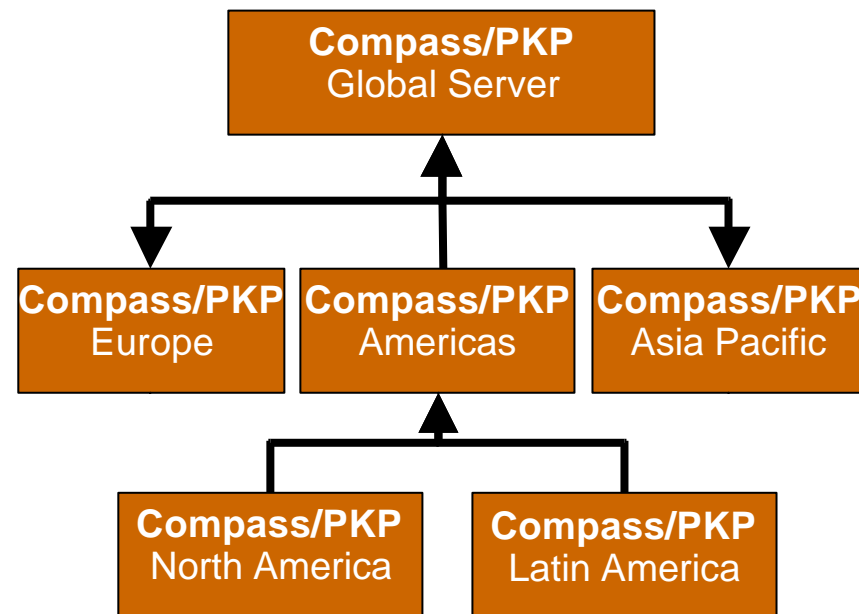 Compass/PKP
Global Server
Compass/PKP
Europe
Compass/PKP
Americas
Compass/PKP
Asia Pacific
Compass/PKP
North America
Compass/PKP
Latin America